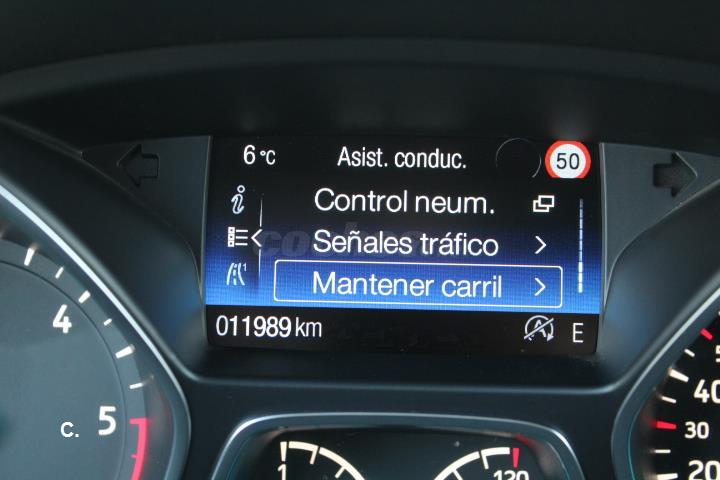 6 °C Asist. conduc. 50
Control neum.
Señales tráfico
Mantener carril
011989 km A E
4
5
C.
1
120
40
30
20